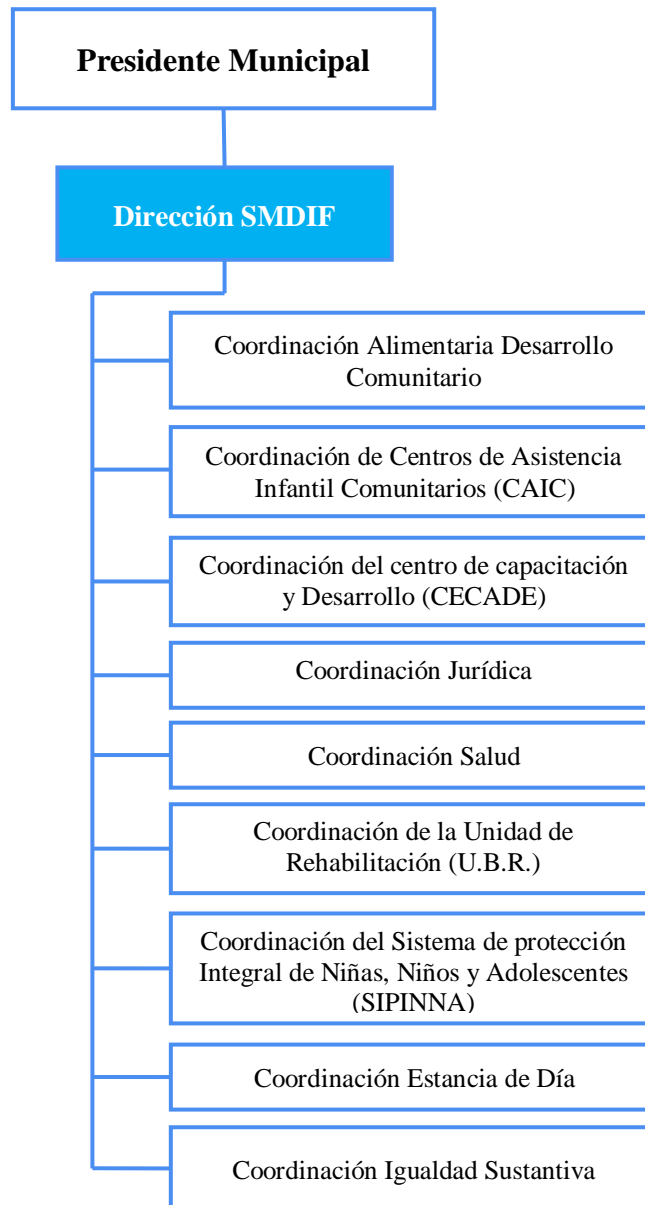 Presidente Municipal
Dirección SMDIF
Coordinación Alimentaria Desarrollo
Comunitario
Coordinación de Centros de Asistencia
Infantil Comunitarios (CAIC)
Coordinación del centro de capacitación
y Desarrollo (CECADE)
Coordinación Jurídica
Coordinación Salud
Coordinación de la Unidad de
Rehabilitación (U.B.R.)
Coordinación del Sistema de protección
Integral de Niñas, Niños y Adolescentes
(SIPINNA)
Coordinación Estancia de Día
Coordinación Igualdad Sustantiva